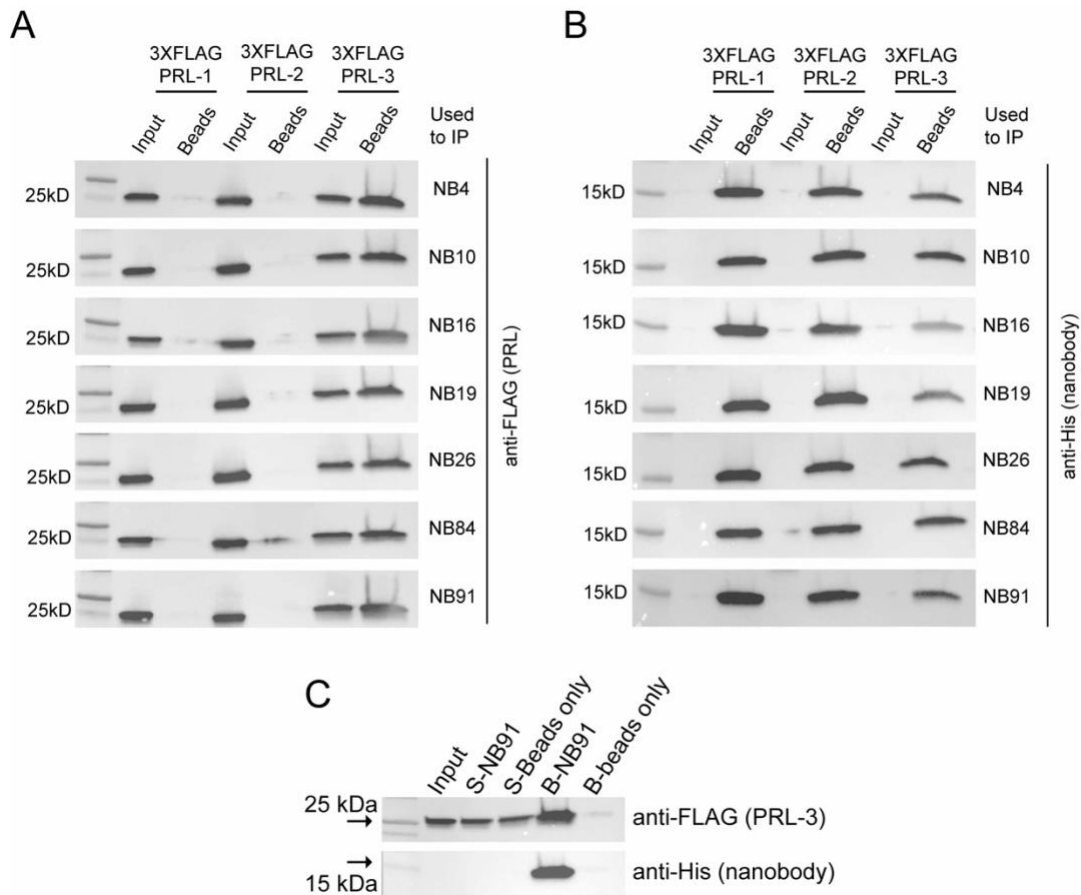 A
3XFLAG PRL-1
3XFLAG PRL-2
3XFLAG PRL-3
Input Beads Input Beads Input Beads
Used to IP
25kD NB4
25kD NB10
25kD NB16
25kD NB19
25kD NB26
25kD NB84
25kD NB91
anti-FLAG (PRL)
B
3XFLAG PRL-1
3XFLAG PRL-2
3XFLAG PRL-3
Input Beads Input Beads Input Beads
Used to IP
15kD NB4
15kD NB10
15kD NB16
15kD NB19
15kD NB26
15kD NB84
15kD NB91
anti-His (nanobody)
C
Input
S-NB91
S-Beads only
B-NB91
B-beads only
25 kDa
anti-FLAG (PRL-3)
15 kDa
anti-His (nanobody)